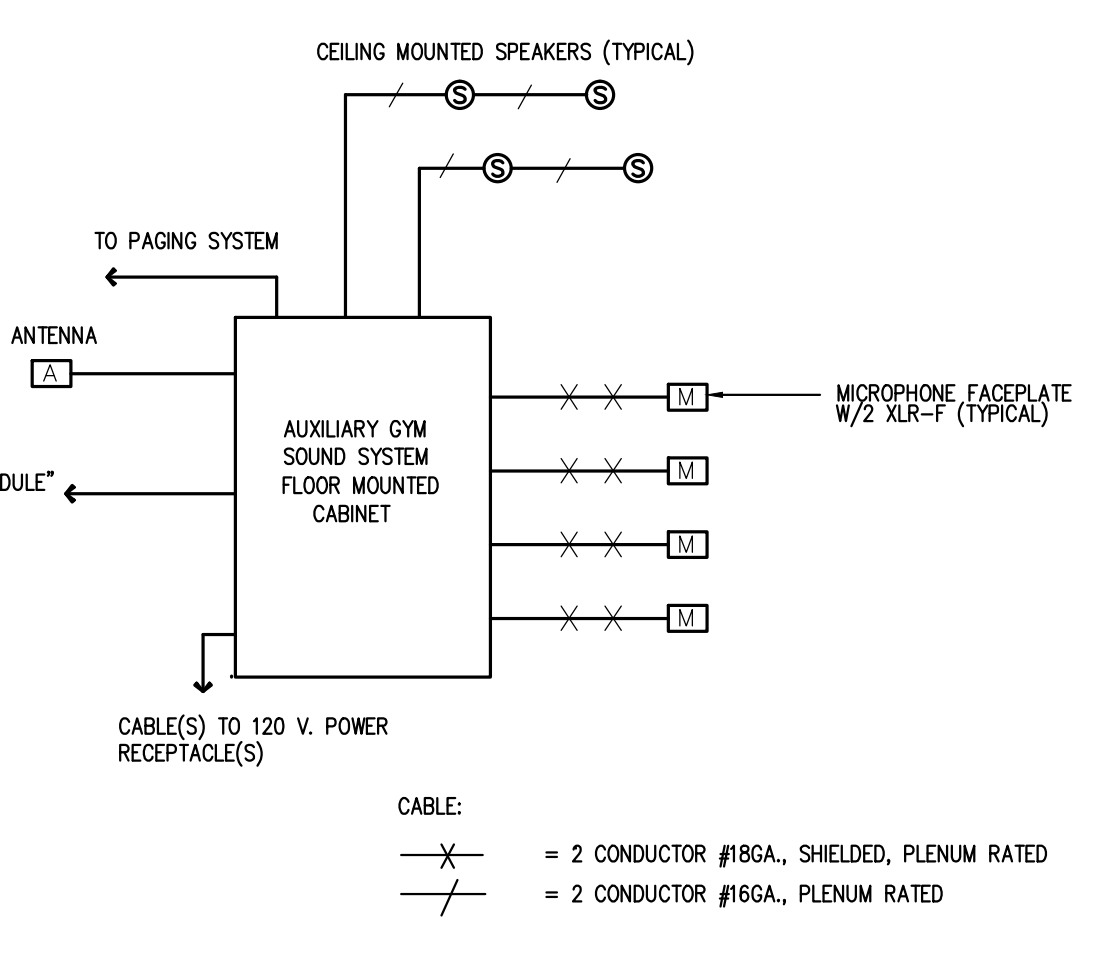 CEILING MOUNTED SPEAKERS (TYPICAL)
S S
S S
TO PAGING SYSTEM
ANTENNA
A
MICROPHONE FACEPLATE
W/2 XLR-F (TYPICAL)
M
AUXILIARY GYM
SOUND SYSTEM
FLOOR MOUNTED
CABINET
M
DULE"
M
M
CABLE(S) TO 120 V. POWER
RECEPTACLE(S)
CABLE:
= 2 CONDUCTOR #18GA., SHIELDED, PLENUM RATED
= 2 CONDUCTOR #16GA., PLENUM RATED